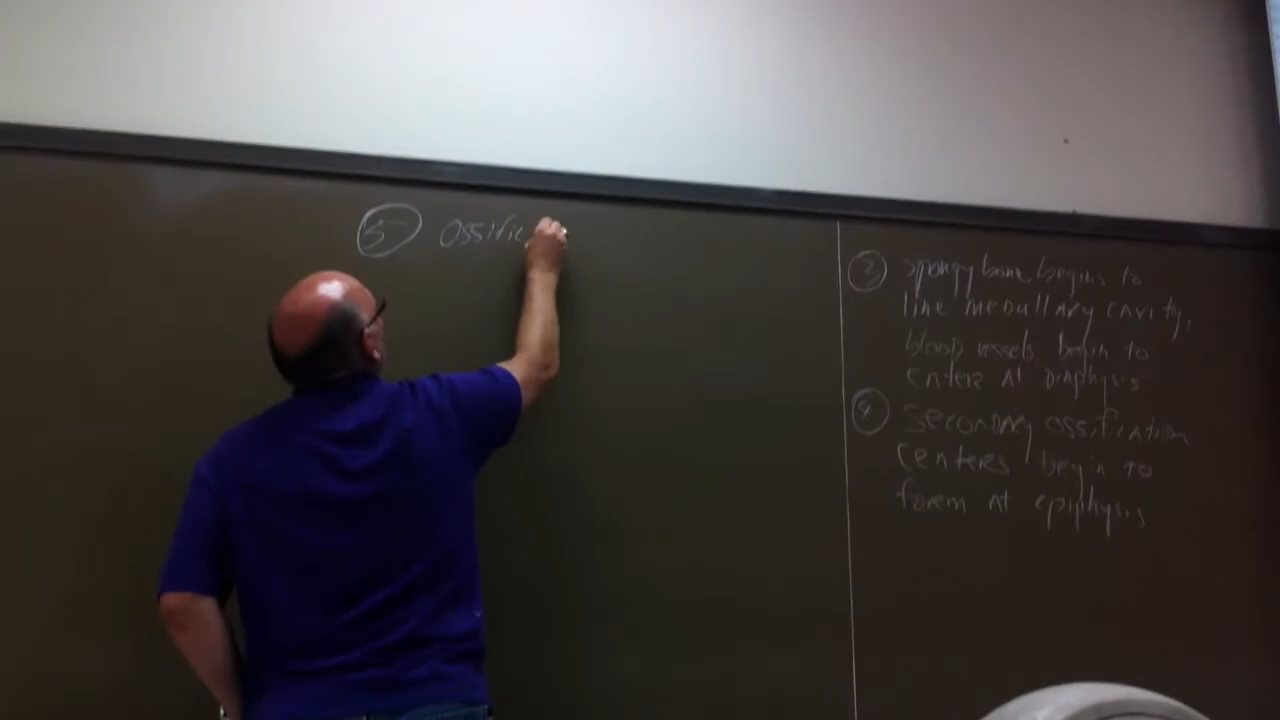 ⑤ Ossific
③ spongy bone begins to
line medullary cavity,
blood vessels begin to
enters at diaphysis
④ secondary ossification
centers begin to
form at epiphysis